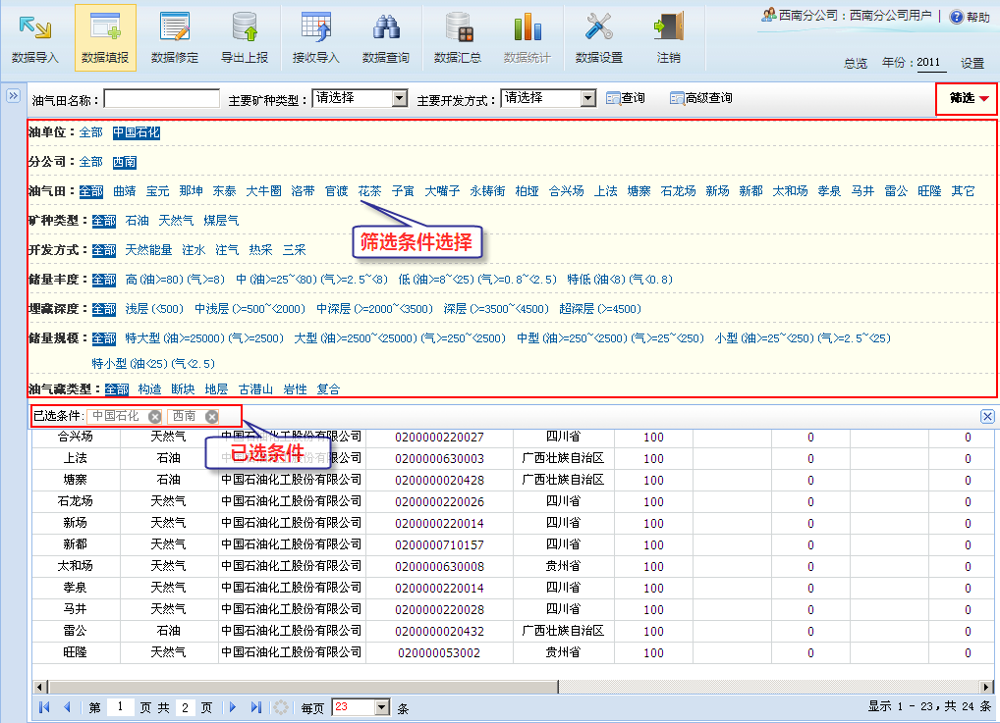 西南分公司：西南分公司用户 | 帮助
数据导入 数据填报 数据修定 导出上报 接收导入 数据查询 数据汇总 数据统计 数据设置 注销
总览 年份：2011 设置
油气田名称： 主要矿种类型： 请选择 主要开发方式： 请选择 查询 高级查询 筛选
油单位：全部 中国石化
分公司：全部 西南
油气田：全部 曲靖 宝元 那坤 东泰 大牛圈 洛带 官渡 花茶 子寅 大嘴子 永铸街 柏垭 合兴场 上法 塘寨 石龙场 新场 新都 太和场 孝泉 马井 雷公 旺隆 其它
矿种类型：全部 石油 天然气 煤层气
筛选条件选择
开发方式：全部 天然能量 注水 注气 热采 三采
储量丰度：全部 高(油>=80)(气>=8) 中(油>=25~<80)(气>=2.5~<8) 低(油>=8~<25)(气>=0.8~<2.5) 特低(油<8)(气<0.8)
埋藏深度：全部 浅层(<500) 中浅层(>=500~<2000) 中深层(>=2000~<3500) 深层(>=3500~<4500) 超深层(>=4500)
储量规模：全部 特大型(油>=25000)(气>=2500) 大型(油>=2500~<25000)(气>=250~<2500) 中型(油>=250~<2500)(气>=25~<250) 小型(油>=25~<250)(气>=2.5~<25)
特小型(油<25)(气<2.5)
油气藏类型：全部 构造 断块 地层 古潜山 岩性 复合
已选条件: 中国石化 西南
合兴场 天然气 中国石油化工股份有限公司 0200000220027 四川省 100 0 0
已选条件
上法 石油 中 有限公司 0200000630003 广西壮族自治区 100 0 0
塘寨 石油 中国石油化工股份有限公司 0200000020428 广西壮族自治区 100 0 0
石龙场 天然气 中国石油化工股份有限公司 0200000220026 四川省 100 0 0
新场 天然气 中国石油化工股份有限公司 0200000220014 四川省 100 0 0
新都 天然气 中国石油化工股份有限公司 0200000710157 四川省 100 0 0
太和场 天然气 中国石油化工股份有限公司 0200000630008 贵州省 100 0 0
孝泉 天然气 中国石油化工股份有限公司 0200000220014 四川省 100 0 0
马井 天然气 中国石油化工股份有限公司 0200000220028 四川省 100 0 0
雷公 石油 中国石油化工股份有限公司 0200000020432 广西壮族自治区 100 0 0
旺隆 天然气 中国石油化工股份有限公司 020000053002 贵州省 100 0 0
第 1 页 共 2 页 每页 23 条 显示 1 - 23，共 24 条